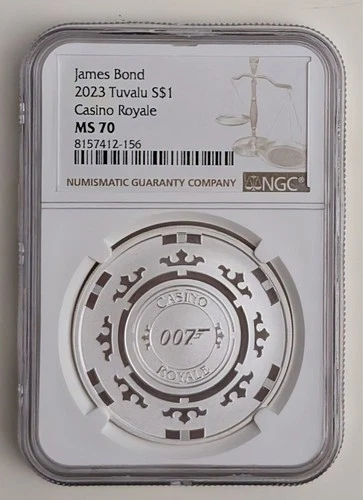 James Bond
2023 Tuvalu S$1
Casino Royale
MS 70
8157412-156
NUMISMATIC GUARANTY COMPANY
NGC®
CASINO
007
ROYALE